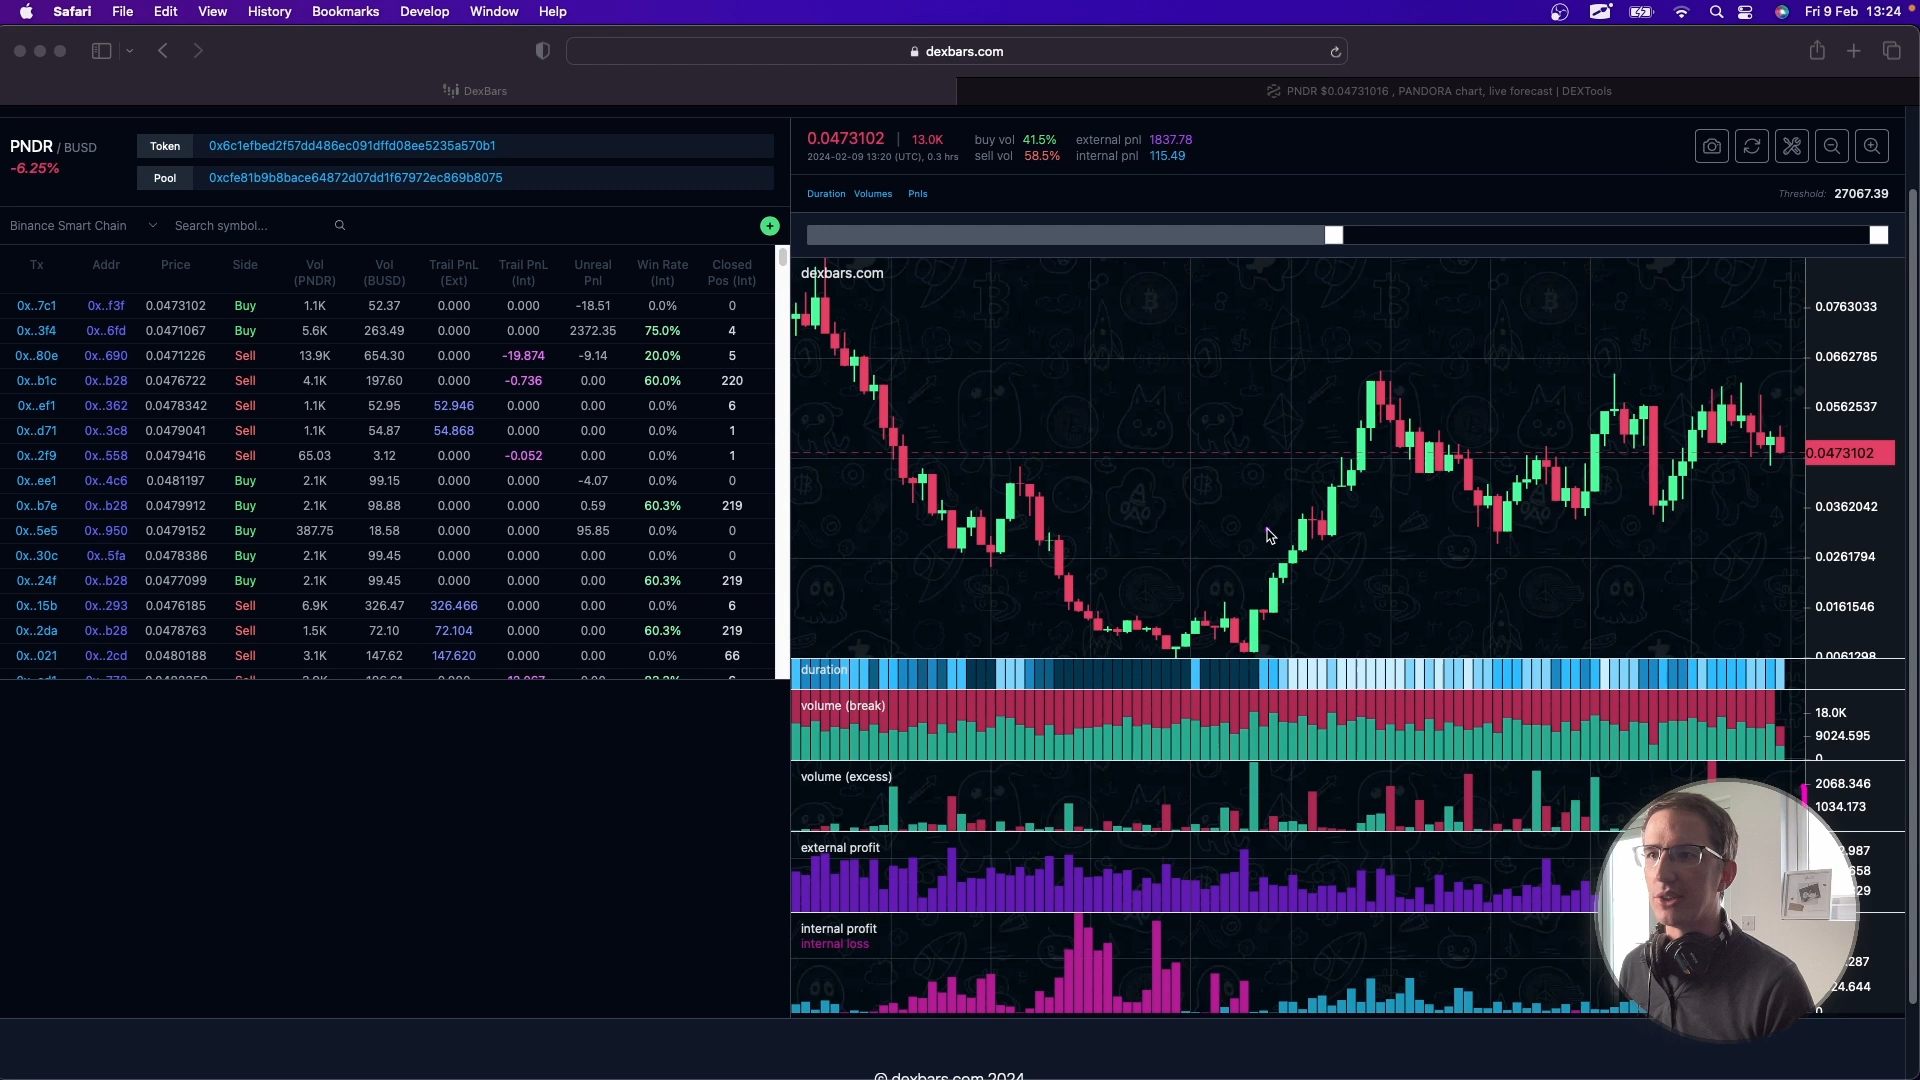 Safari File Edit View History Bookmarks Develop Window Help Fri 9 Feb 13:24
dexbars.com
DexBars
PNDR $0.04731016 , PANDORA chart, live forecast | DEXTools
PNDR / BUSD
-6.25%
Token 0x6c1efbed2f57dd486ec091dffd08ee5235a570b1
Pool 0xcfe81b9b8bace64872d07dd1f67972ec869b8075
Binance Smart Chain Search symbol...
Tx Addr Price Side Vol (PNDR) Vol (BUSD) Trail PnL (Ext) Trail PnL (Int) Unreal Pnl Win Rate (Int) Closed Pos (Int)
0x..7c1 0x..f3f 0.0473102 Buy 1.1K 52.37 0.000 0.000 -18.51 0.0% 0
0x..3f4 0x..6fd 0.0471067 Buy 5.6K 263.49 0.000 0.000 2372.35 75.0% 4
0x..80e 0x..690 0.0471226 Sell 13.9K 654.30 0.000 -19.874 -9.14 20.0% 5
0x..b1c 0x..b28 0.0476722 Sell 4.1K 197.60 0.000 -0.736 0.00 60.0% 220
0x..ef1 0x..362 0.0478342 Sell 1.1K 52.95 52.946 0.000 0.00 0.0% 6
0x..d71 0x..3c8 0.0479041 Sell 1.1K 54.87 54.868 0.000 0.00 0.0% 1
0x..2f9 0x..558 0.0479416 Sell 65.03 3.12 0.000 -0.052 0.00 0.0% 1
0x..ee1 0x..4c6 0.0481197 Buy 2.1K 99.15 0.000 0.000 -4.07 0.0% 0
0x..b7e 0x..b28 0.0479912 Buy 2.1K 98.88 0.000 0.000 0.59 60.3% 219
0x..5e5 0x..950 0.0479152 Buy 387.75 18.58 0.000 0.000 95.85 0.0% 0
0x..30c 0x..5fa 0.0478386 Buy 2.1K 99.45 0.000 0.000 0.00 0.0% 0
0x..24f 0x..b28 0.0477099 Buy 2.1K 99.45 0.000 0.000 0.00 60.3% 219
0x..15b 0x..293 0.0476185 Sell 6.9K 326.47 326.466 0.000 0.00 0.0% 6
0x..2da 0x..b28 0.0478763 Sell 1.5K 72.10 72.104 0.000 0.00 60.3% 219
0x..021 0x..2cd 0.0480188 Sell 3.1K 147.62 147.620 0.000 0.00 0.0% 66
0.0473102 | 13.0K buy vol 41.5% external pnl 1837.78
2024-02-09 13:20 (UTC), 0.3 hrs sell vol 58.5% internal pnl 115.49
Duration Volumes Pnls Threshold: 27067.39
dexbars.com
0.0763033
0.0662785
0.0562537
0.0473102
0.0362042
0.0261794
0.0161546
0.0061298
duration
volume (break)
18.0K
9024.595
0
volume (excess)
2068.346
1034.173
external profit
.987
658
29
internal profit
internal loss
.287
24.644
0
© dexbars.com 2024